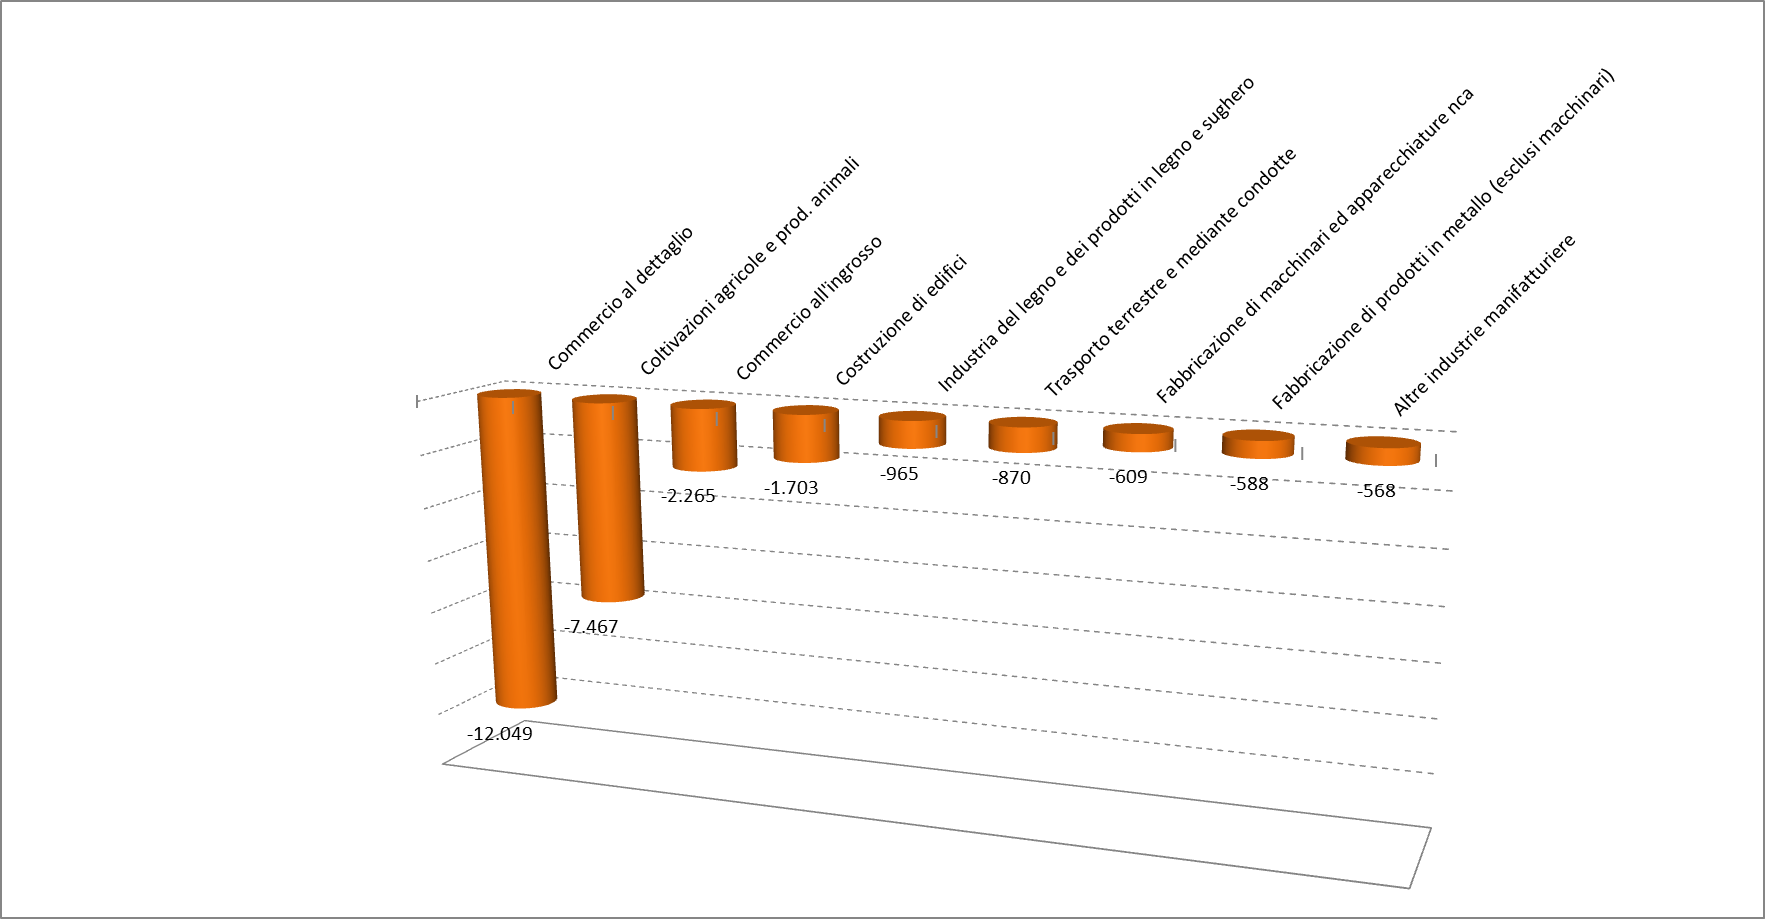 Commercio al dettaglio
Coltivazioni agricole e prod. animali
Commercio all'ingrosso
Costruzione di edifici
Industria del legno e dei prodotti in legno e sughero
Trasporto terrestre e mediante condotte
Fabbricazione di macchinari ed apparecchiature nca
Fabbricazione di prodotti in metallo (esclusi macchinari)
Altre industrie manifatturiere
-12.049
-7.467
-2.265
-1.703
-965
-870
-609
-588
-568